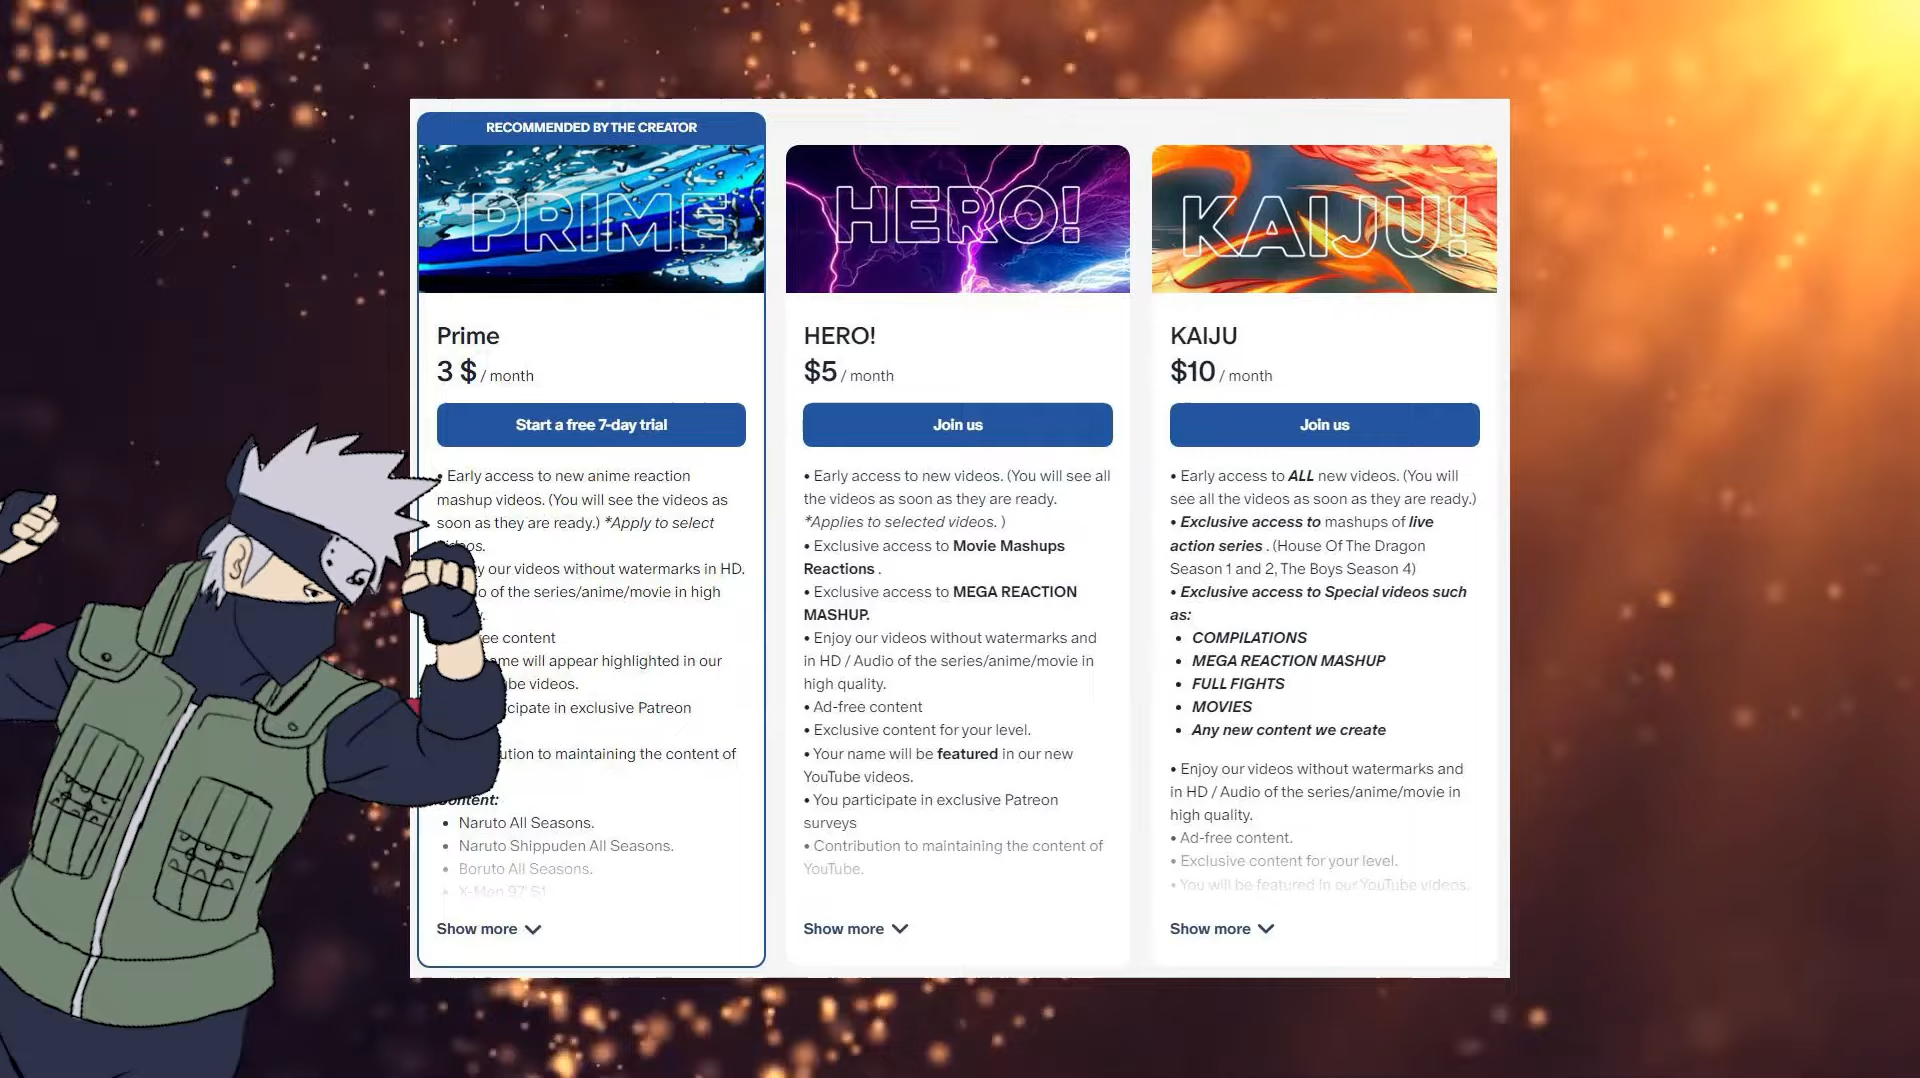 RECOMMENDED BY THE CREATOR
PRIME
Prime
3 $ / month
Start a free 7-day trial
• Early access to new anime reaction
mashup videos. (You will see the videos as
soon as they are ready.) *Apply to select
our videos without watermarks in HD.
of the series/anime/movie in high
content
will appear highlighted in our
videos.
in exclusive Patreon
to maintaining the content of
• Naruto All Seasons.
• Naruto Shippuden All Seasons.
• Boruto All Seasons.
• X-Men 97' S1
Show more
HERO!
HERO!
$5 / month
Join us
• Early access to new videos. (You will see all
the videos as soon as they are ready.
*Applies to selected videos. )
• Exclusive access to Movie Mashups
Reactions .
• Exclusive access to MEGA REACTION
MASHUP.
• Enjoy our videos without watermarks and
in HD / Audio of the series/anime/movie in
high quality.
• Ad-free content
• Exclusive content for your level.
• Your name will be featured in our new
YouTube videos.
• You participate in exclusive Patreon
surveys
• Contribution to maintaining the content of
YouTube.
Show more
KAIJU!
KAIJU
$10 / month
Join us
• Early access to ALL new videos. (You will
see all the videos as soon as they are ready.)
• Exclusive access to mashups of live
action series . (House Of The Dragon
Season 1 and 2, The Boys Season 4)
• Exclusive access to Special videos such
as:
• COMPILATIONS
• MEGA REACTION MASHUP
• FULL FIGHTS
• MOVIES
• Any new content we create
• Enjoy our videos without watermarks and
in HD / Audio of the series/anime/movie in
high quality.
• Ad-free content.
• Exclusive content for your level.
• You will be featured in our YouTube videos.
Show more